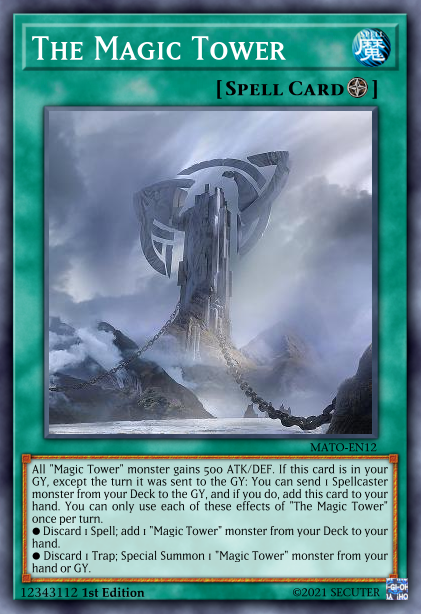 The Magic Tower
魔
[Spell Card]
MATO-EN12
All "Magic Tower" monster gains 500 ATK/DEF. If this card is in your
GY, except the turn it was sent to the GY: You can send 1 Spellcaster
monster from your Deck to the GY, and if you do, add this card to your
hand. You can only use each of these effects of "The Magic Tower"
once per turn.
●Discard 1 Spell; add 1 "Magic Tower" monster from your Deck to your
hand.
●Discard 1 Trap; Special Summon 1 "Magic Tower" monster from your
hand or GY.
12343112 1st Edition
©2021 SECUTER